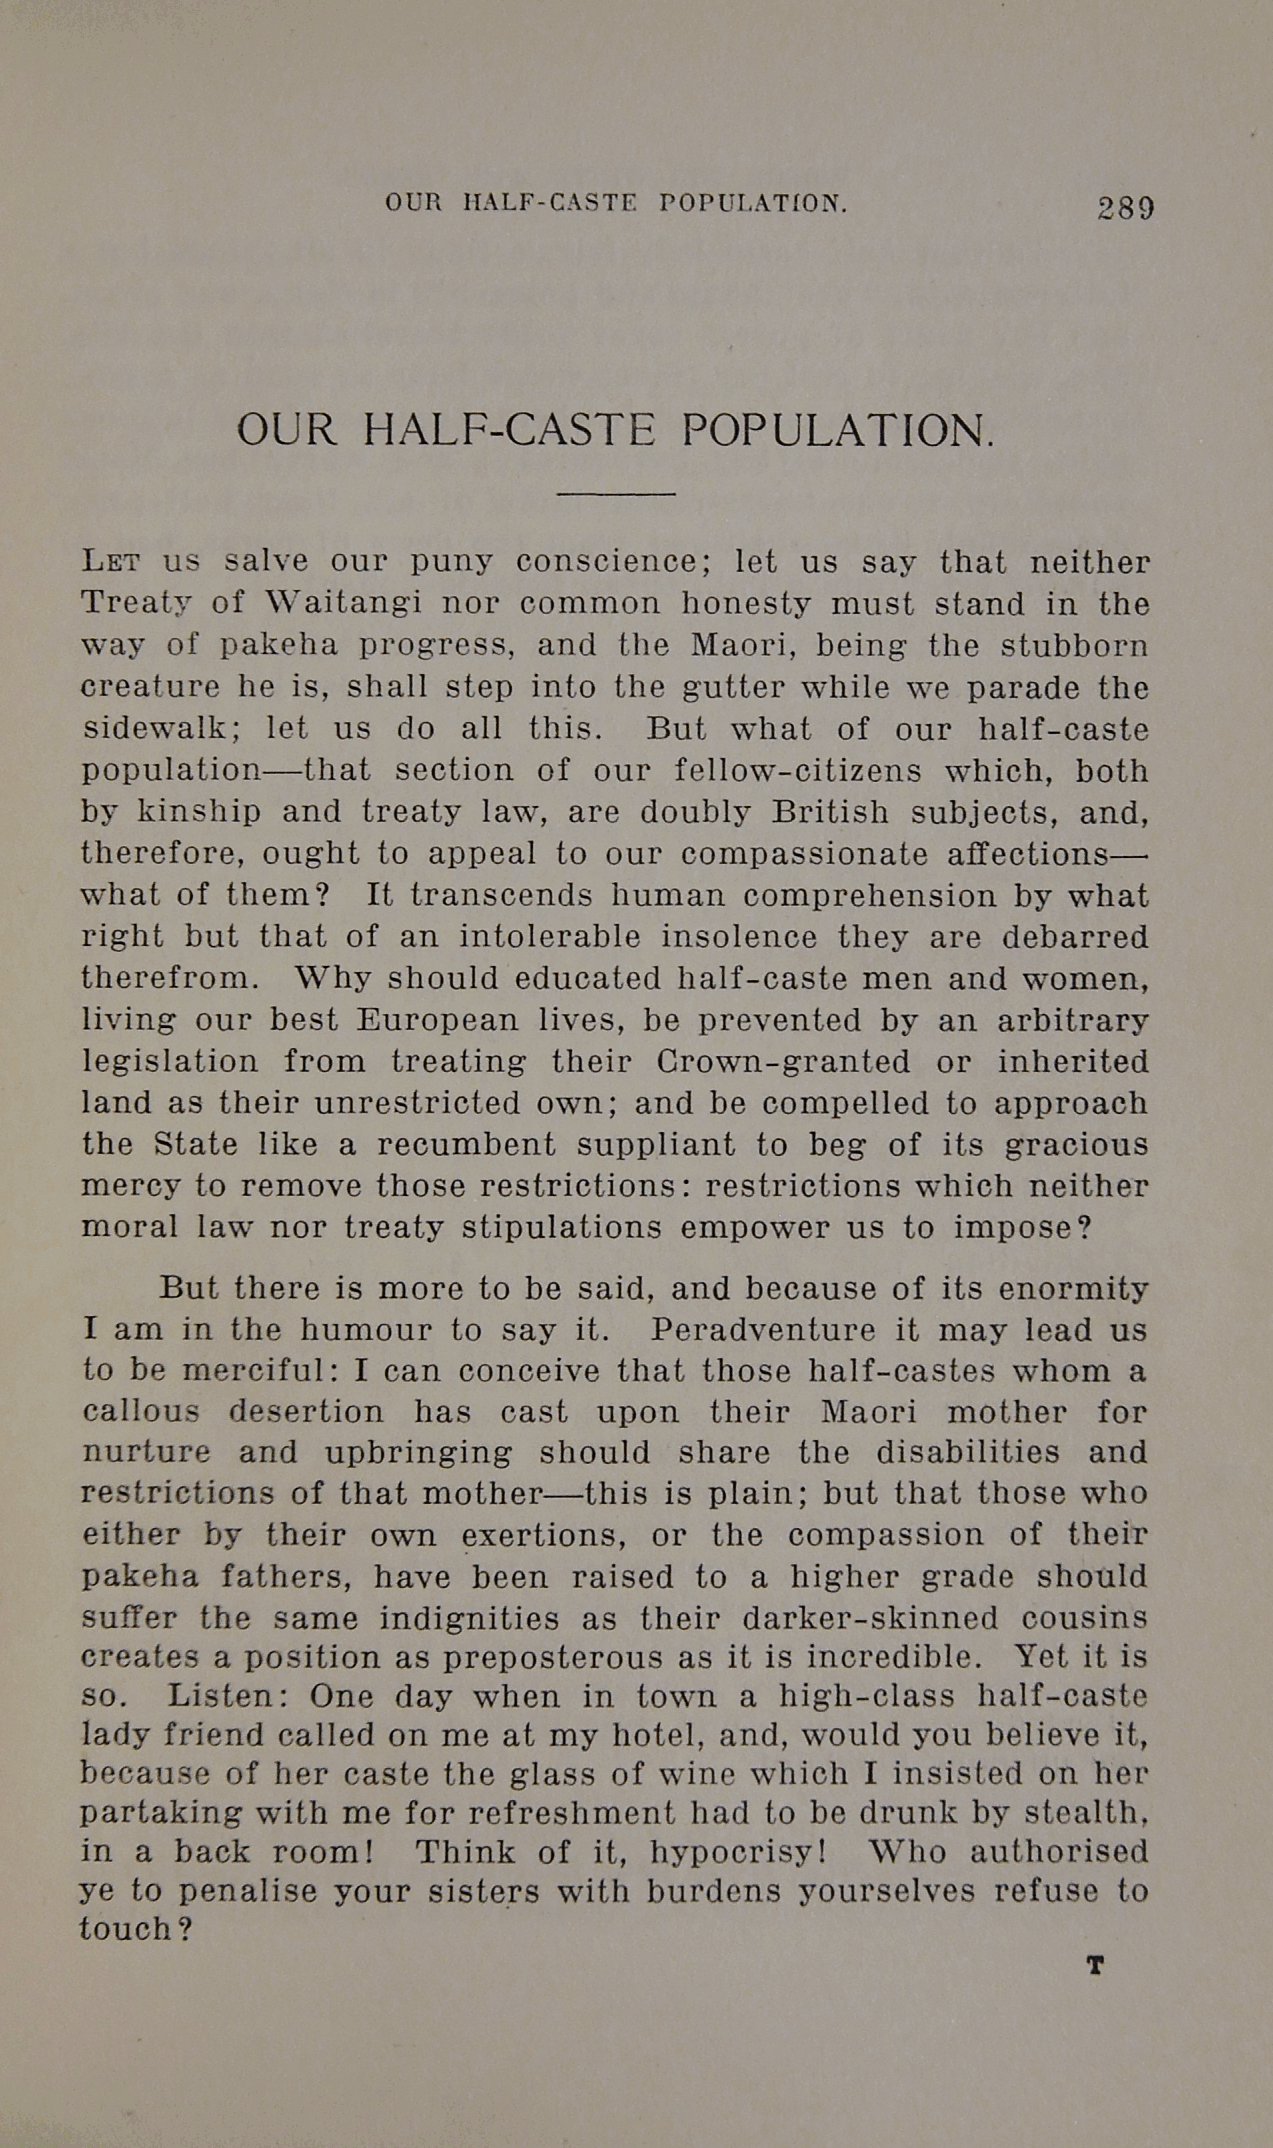 OUR HALF-CASTE POPULATION. 289
OUR HALF-CASTE POPULATION.
LET us salve our puny conscience; let us say that neither
Treaty of Waitangi nor common honesty must stand in the
way of pakeha progress, and the Maori, being the stubborn
creature he is, shall step into the gutter while we parade the
sidewalk; let us do all this. But what of our half-caste
population—that section of our fellow-citizens which, both
by kinship and treaty law, are doubly British subjects, and,
therefore, ought to appeal to our compassionate affections—
what of them? It transcends human comprehension by what
right but that of an intolerable insolence they are debarred
therefrom. Why should educated half-caste men and women,
living our best European lives, be prevented by an arbitrary
legislation from treating their Crown-granted or inherited
land as their unrestricted own; and be compelled to approach
the State like a recumbent suppliant to beg of its gracious
mercy to remove those restrictions: restrictions which neither
moral law nor treaty stipulations empower us to impose?
But there is more to be said, and because of its enormity
I am in the humour to say it. Peradventure it may lead us
to be merciful: I can conceive that those half-castes whom a
callous desertion has cast upon their Maori mother for
nurture and upbringing should share the disabilities and
restrictions of that mother—this is plain; but that those who
either by their own exertions, or the compassion of their
pakeha fathers, have been raised to a higher grade should
suffer the same indignities as their darker-skinned cousins
creates a position as preposterous as it is incredible. Yet it is
so. Listen: One day when in town a high-class half-caste
lady friend called on me at my hotel, and, would you believe it,
because of her caste the glass of wine which I insisted on her
partaking with me for refreshment had to be drunk by stealth,
in a back room! Think of it, hypocrisy! Who authorised
ye to penalise your sisters with burdens yourselves refuse to
touch?
T